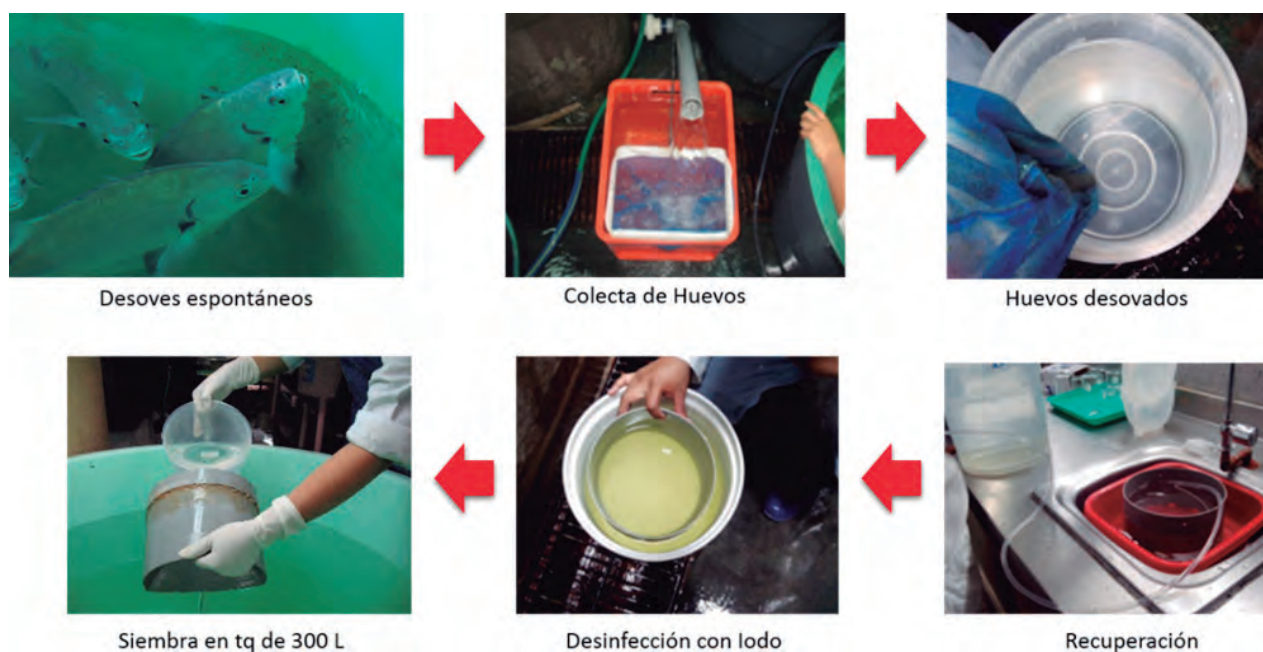 Desoves espontáneos
Colecta de Huevos
Huevos desovados
Siembra en tq de 300 L
Desinfección con Iodo
Recuperación